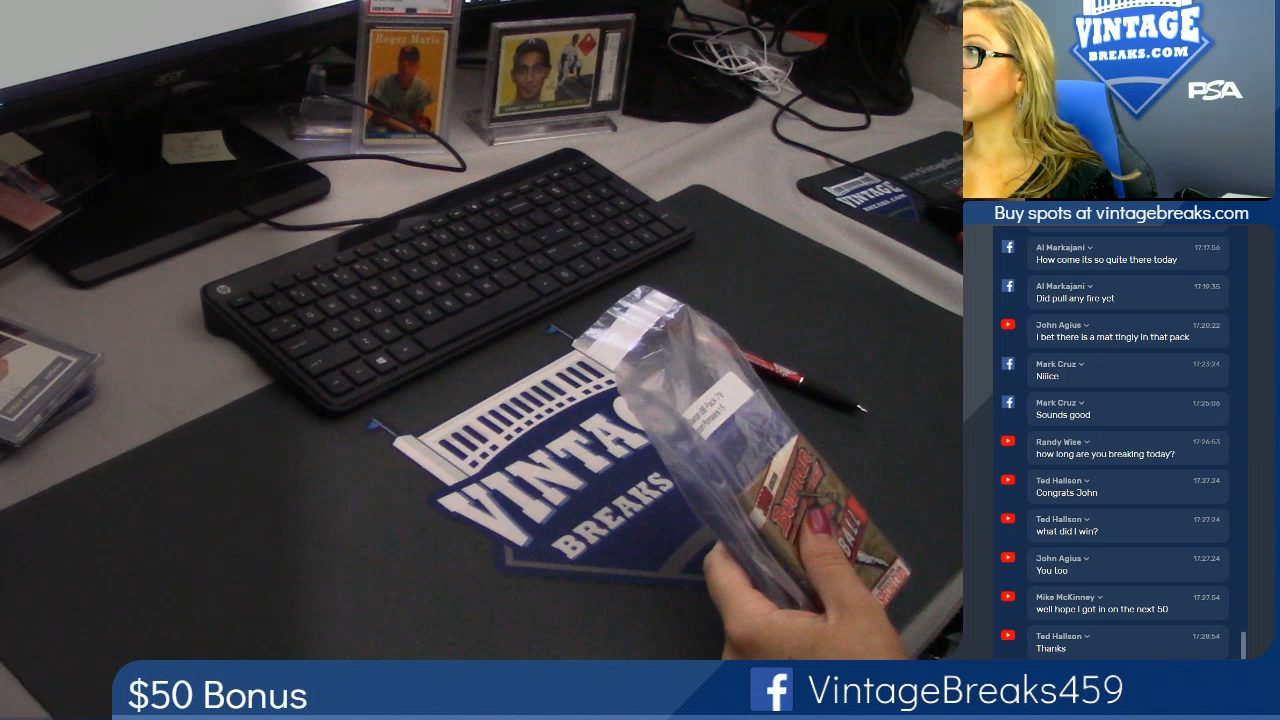 Roger Maris
acer
VINTAGE
BREAKS.COM
PSA
Buy spots at vintagebreaks.com
Al Markajani 17:17:56
How come its so quite there today
Al Markajani 17:19:35
Did pull any fire yet
John Agius 17:20:22
i bet there is a mat tingly in that pack
Mark Cruz 17:23:24
Niiice
Mark Cruz 17:25:06
Sounds good
Randy Wise 17:26:53
how long are you breaking today?
Ted Hallson 17:27:24
Congrats John
Ted Hallson 17:27:24
what did I win?
John Agius 17:27:24
You too
Mike McKinney 17:27:54
well hope I got in on the next 50
Ted Hallson 17:28:54
Thanks
VINTAGE
BREAKS.COM
hp
VINTAG
BREAKS
BOWMAN
BALL
$50 Bonus
VintageBreaks459